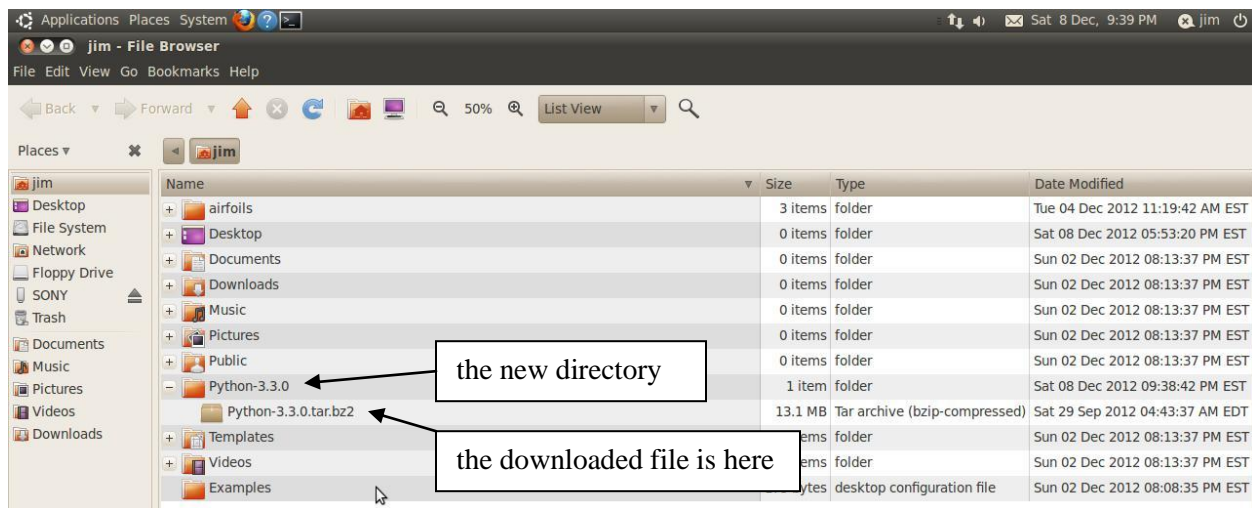 Applications Places System Sat 8 Dec, 9:39 PM jim
jim - File Browser
File Edit View Go Bookmarks Help
Back Forward 50% List View
Places jim
jim
Desktop
File System
Network
Floppy Drive
SONY
Trash
Documents
Music
Pictures
Videos
Downloads
Name Size Type Date Modified
airfoils 3 items folder Tue 04 Dec 2012 11:19:42 AM EST
Desktop 0 items folder Sat 08 Dec 2012 05:53:20 PM EST
Documents 0 items folder Sun 02 Dec 2012 08:13:37 PM EST
Downloads 0 items folder Sun 02 Dec 2012 08:13:37 PM EST
Music 0 items folder Sun 02 Dec 2012 08:13:37 PM EST
Pictures 0 items folder Sun 02 Dec 2012 08:13:37 PM EST
Public 0 items folder Sun 02 Dec 2012 08:13:37 PM EST
Python-3.3.0 1 item folder Sat 08 Dec 2012 09:38:42 PM EST
Python-3.3.0.tar.bz2 13.1 MB Tar archive (bzip-compressed) Sat 29 Sep 2012 04:43:37 AM EDT
Templates folder Sun 02 Dec 2012 08:13:37 PM EST
Videos folder Sun 02 Dec 2012 08:13:37 PM EST
Examples desktop configuration file Sun 02 Dec 2012 08:08:35 PM EST
the new directory
the downloaded file is here